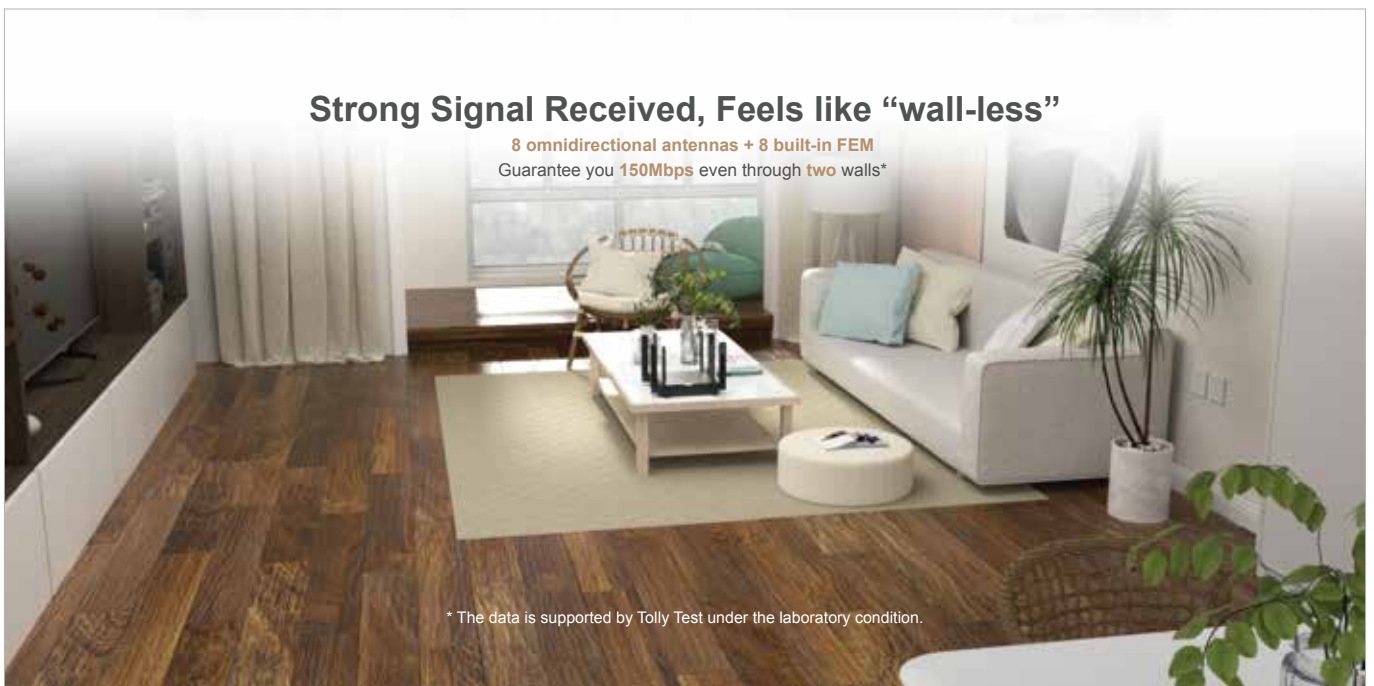 Strong Signal Received, Feels like “wall-less”
8 omnidirectional antennas + 8 built-in FEM
Guarantee you 150Mbps even through two walls*
* The data is supported by Tolly Test under the laboratory condition.